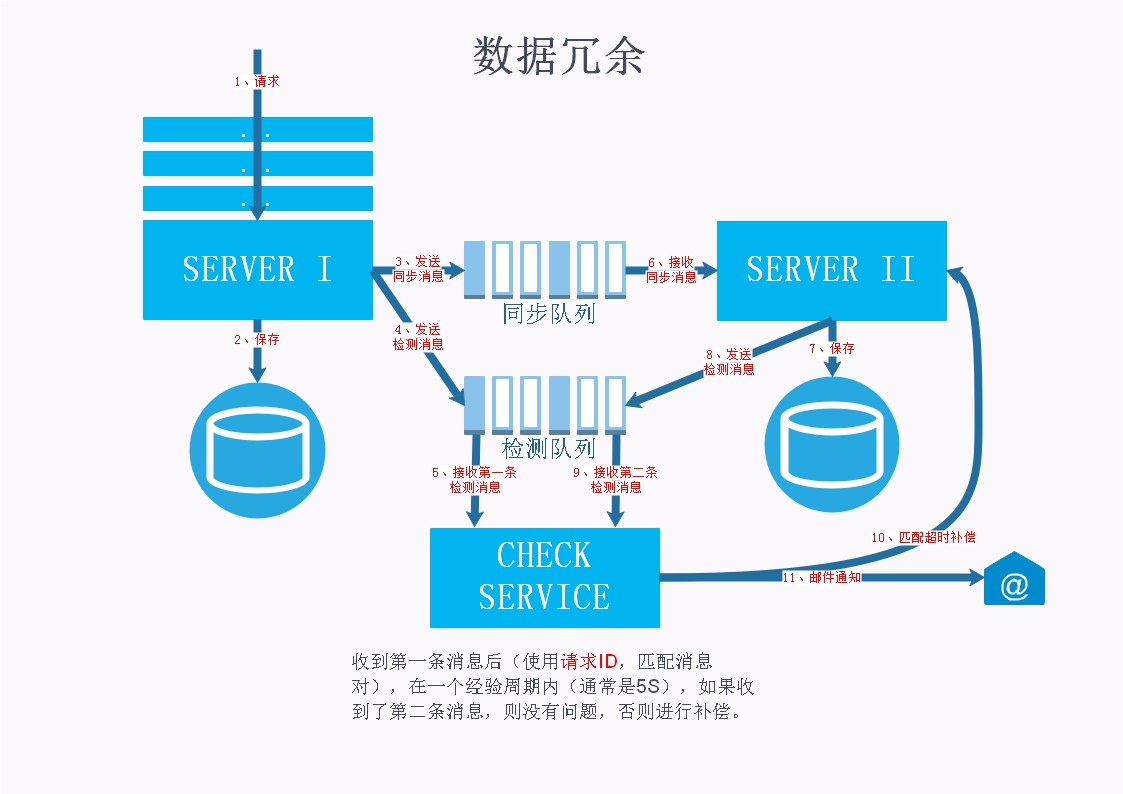 数据冗余
1、请求
. .
. .
. .
SERVER I
2、保存
3、发送
同步消息
同步队列
6、接收
同步消息
SERVER II
4、发送
检测消息
8、发送
检测消息
7、保存
检测队列
5、接收第一条
检测消息
9、接收第二条
检测消息
CHECK
SERVICE
10、匹配超时补偿
11、邮件通知
@
收到第一条消息后（使用请求ID，匹配消息
对），在一个经验周期内（通常是5S），如果收
到了第二条消息，则没有问题，否则进行补偿。